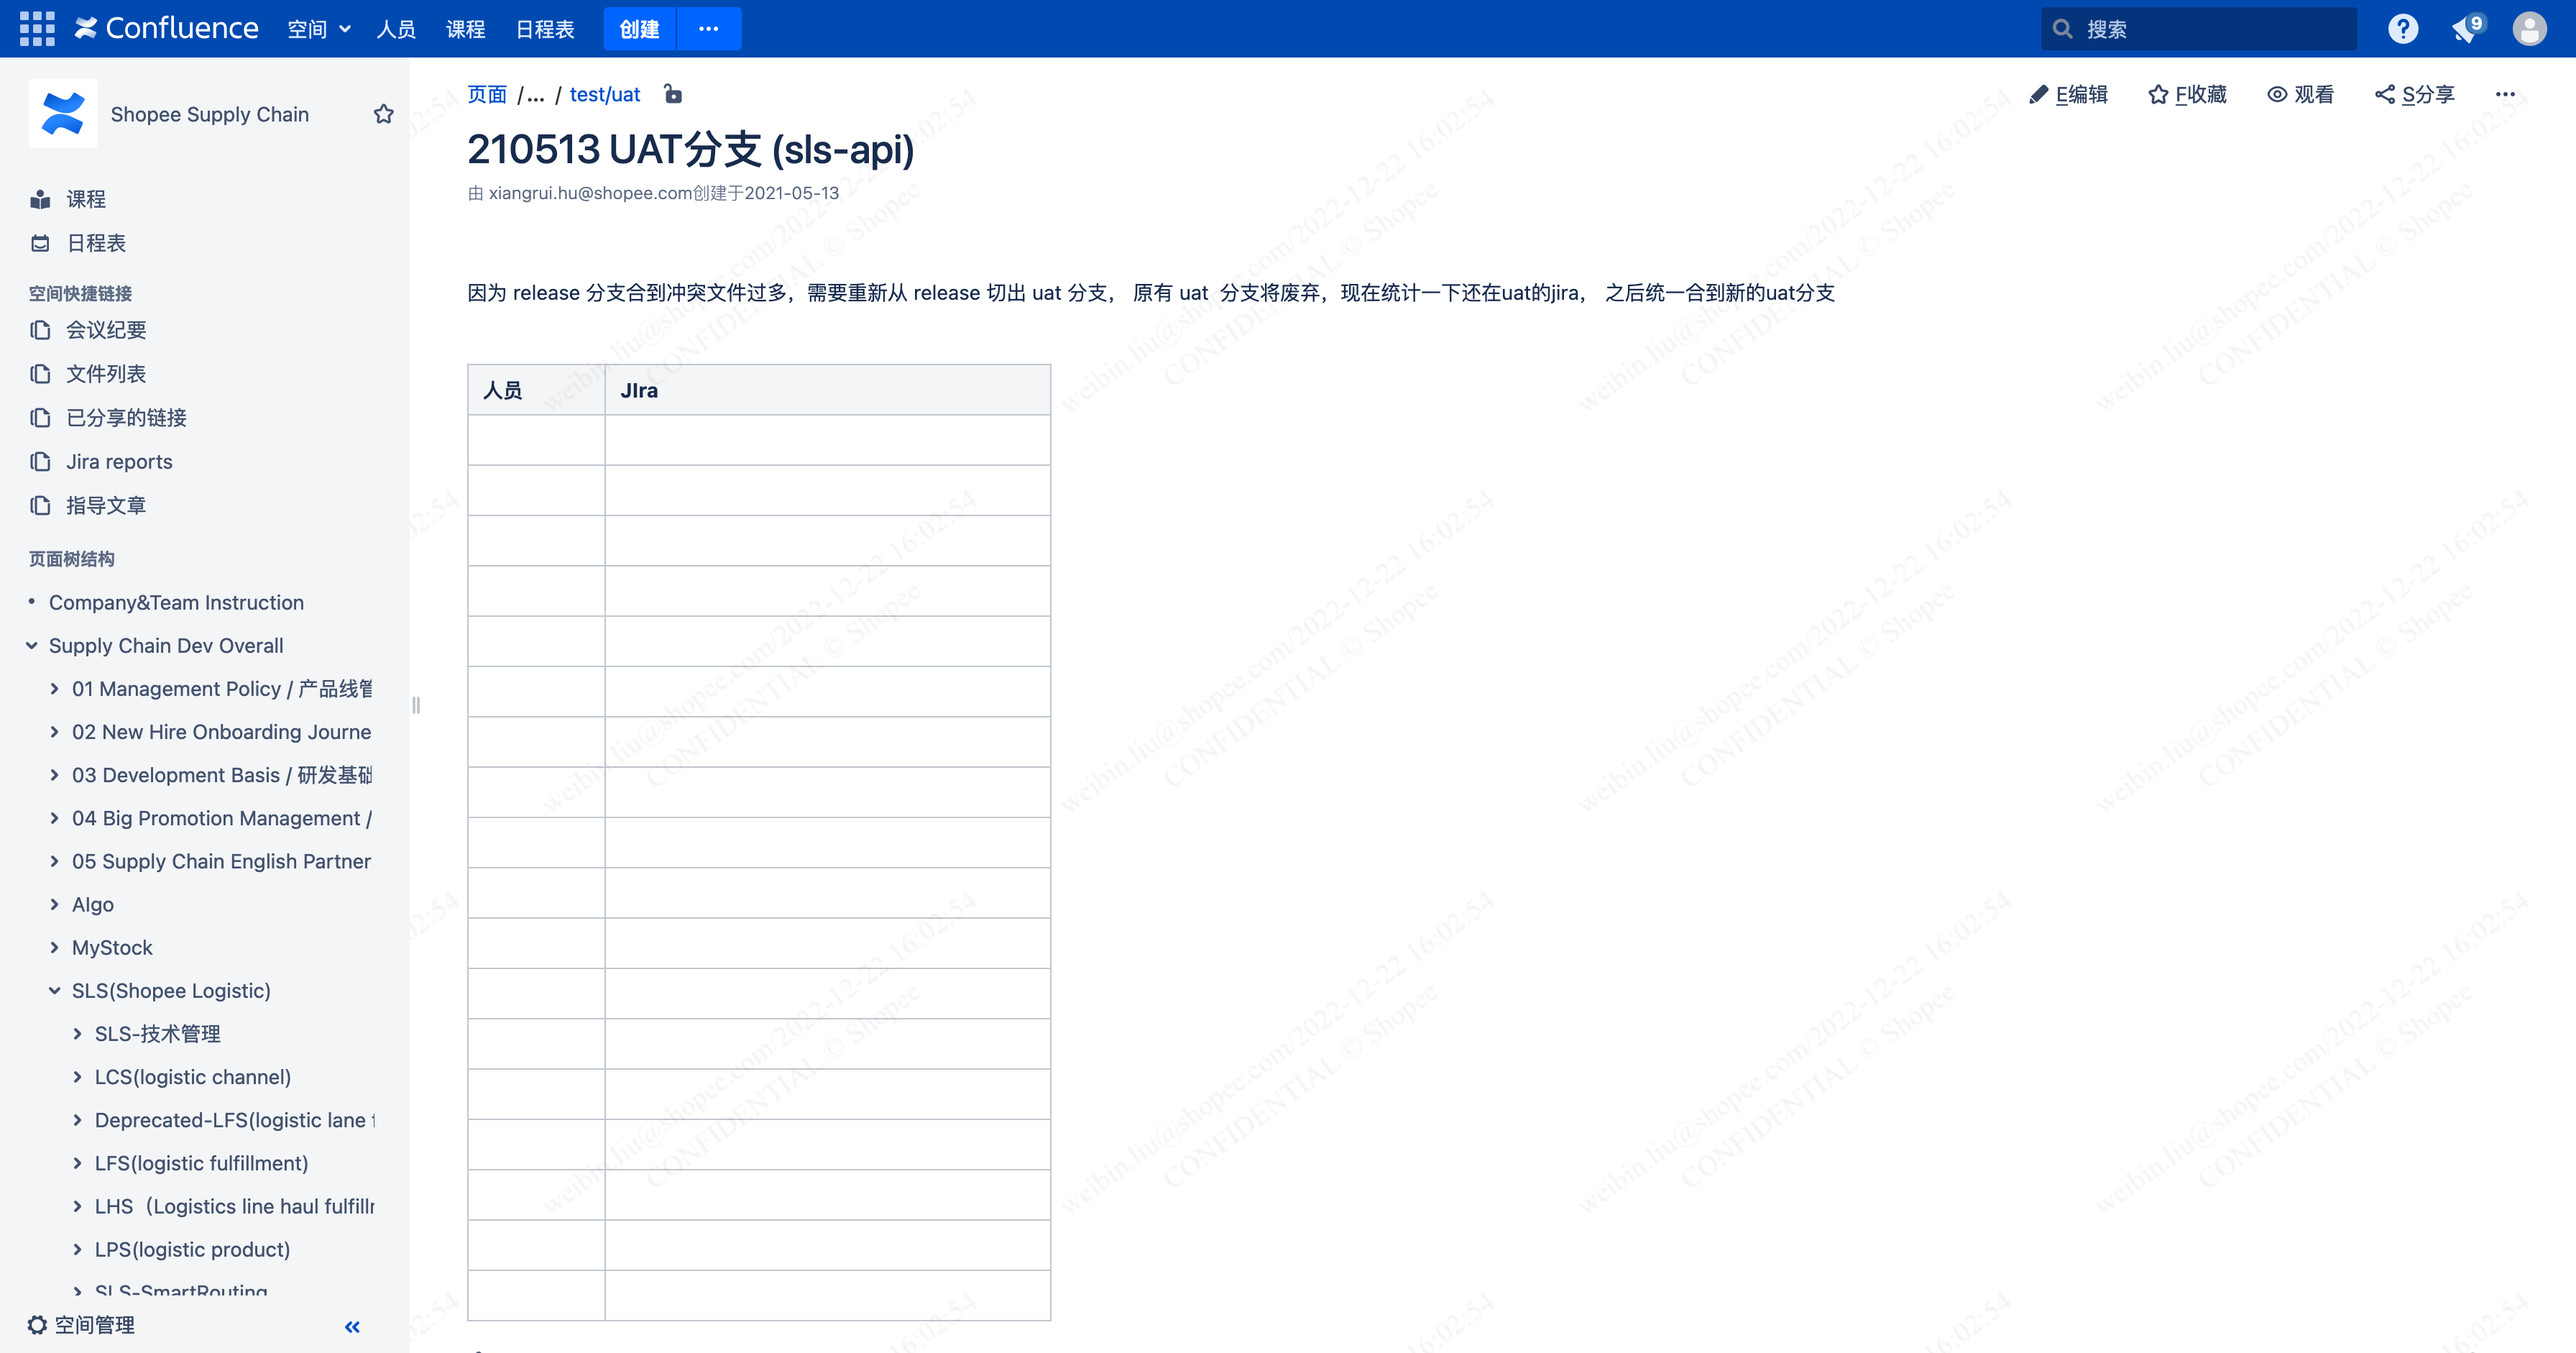 Confluence 空间 人员 课程 日程表 创建 ··· 搜索 ? 9
Shopee Supply Chain
课程
日程表
空间快捷链接
会议纪要
文件列表
已分享的链接
Jira reports
指导文章
页面树结构
• Company&Team Instruction
Supply Chain Dev Overall
01 Management Policy / 产品线管
02 New Hire Onboarding Journe
03 Development Basis / 研发基础
04 Big Promotion Management /
05 Supply Chain English Partner
Algo
MyStock
SLS(Shopee Logistic)
SLS-技术管理
LCS(logistic channel)
Deprecated-LFS(logistic lane f
LFS(logistic fulfillment)
LHS（Logistics line haul fulfillr
LPS(logistic product)
SLS-SmartRouting
空间管理 «
页面 /... / test/uat
E编辑 F收藏 观看 S分享 ···
210513 UAT分支 (sls-api)
由 xiangrui.hu@shopee.com创建于2021-05-13
因为 release 分支合到冲突文件过多，需要重新从 release 切出 uat 分支， 原有 uat 分支将废弃，现在统计一下还在uat的jira， 之后统一合到新的uat分支
人员 JIra
weibin.liu@shopee.com/2022-12-22 16:02:54
CONFIDENTIAL © Shopee